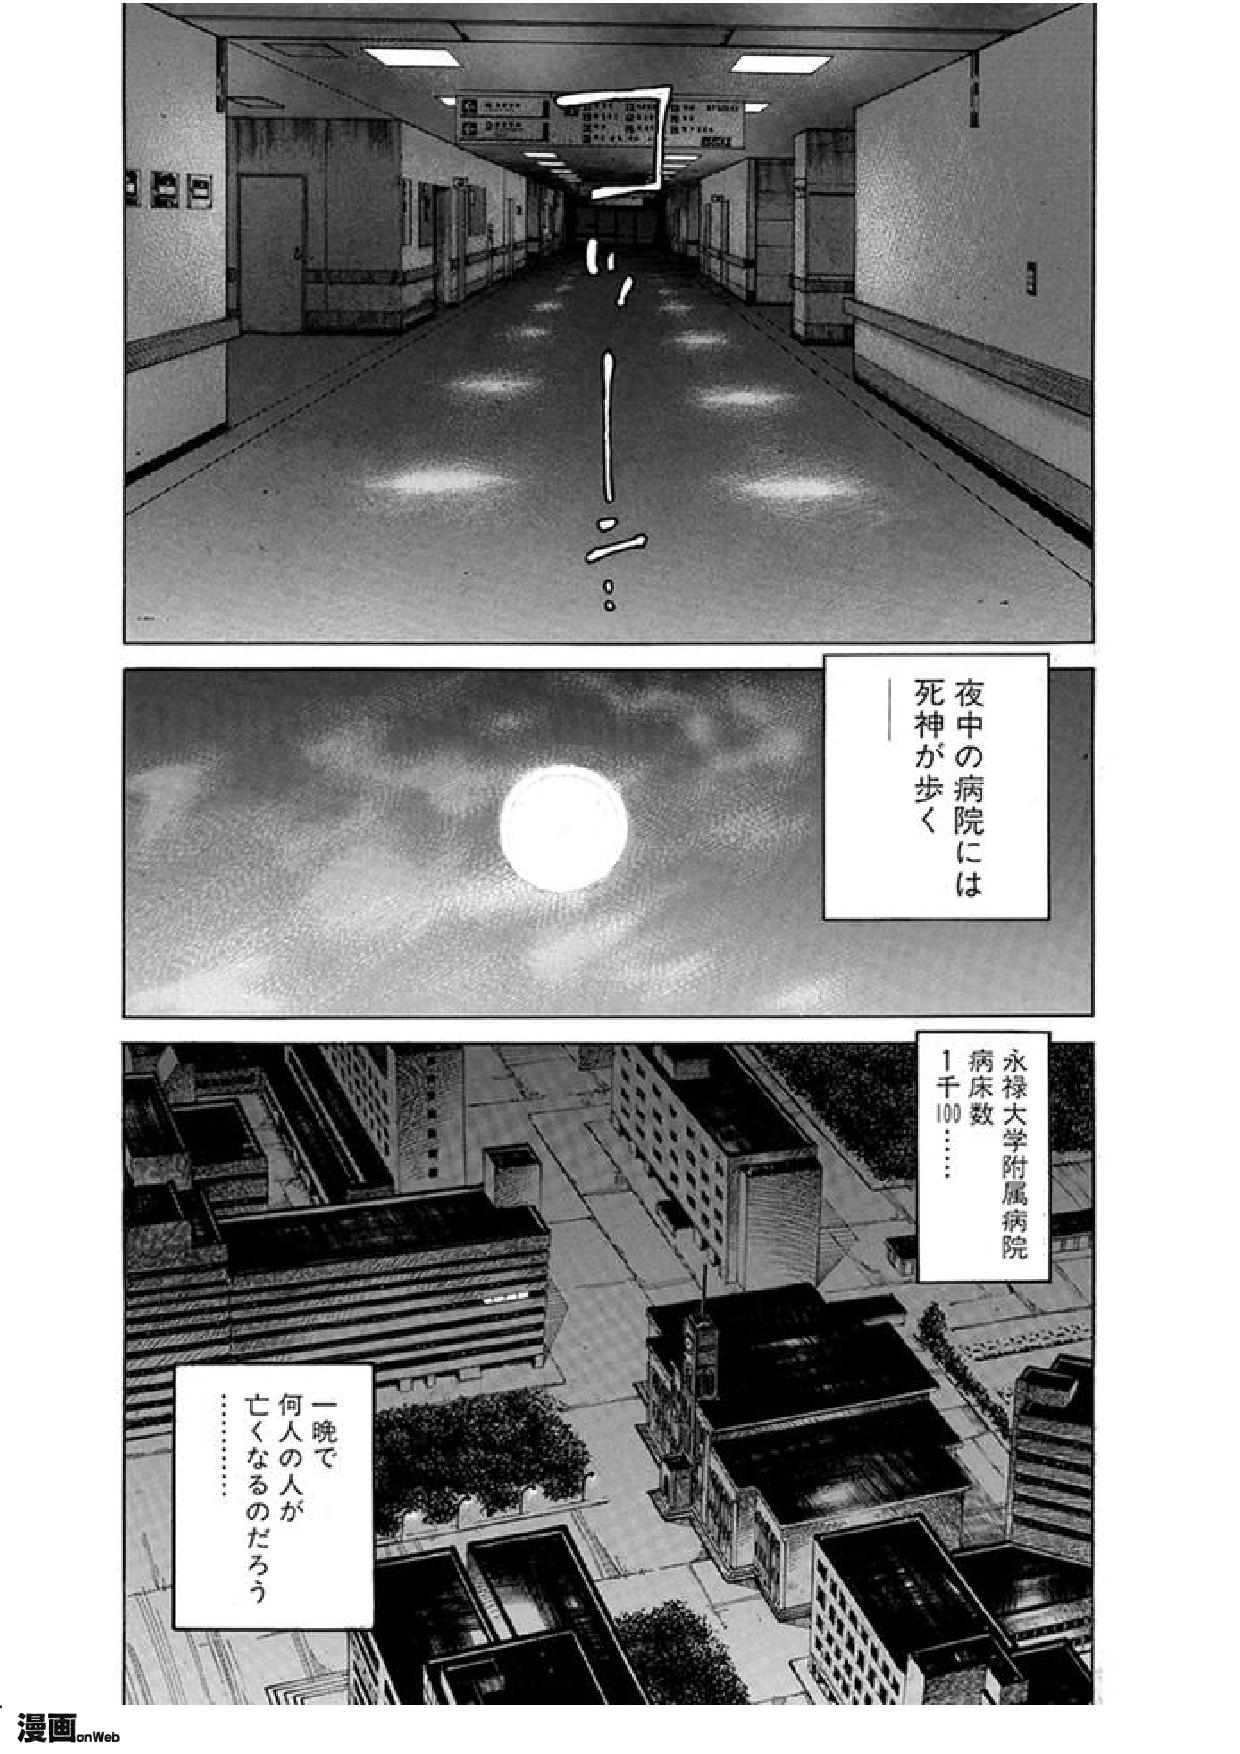 コツーン…
夜中の病院には
死神が歩く
――
永禄大学附属病院
病床数
1千100……
一晩で
何人の人が
亡くなるのだろう
…………
漫画onWeb